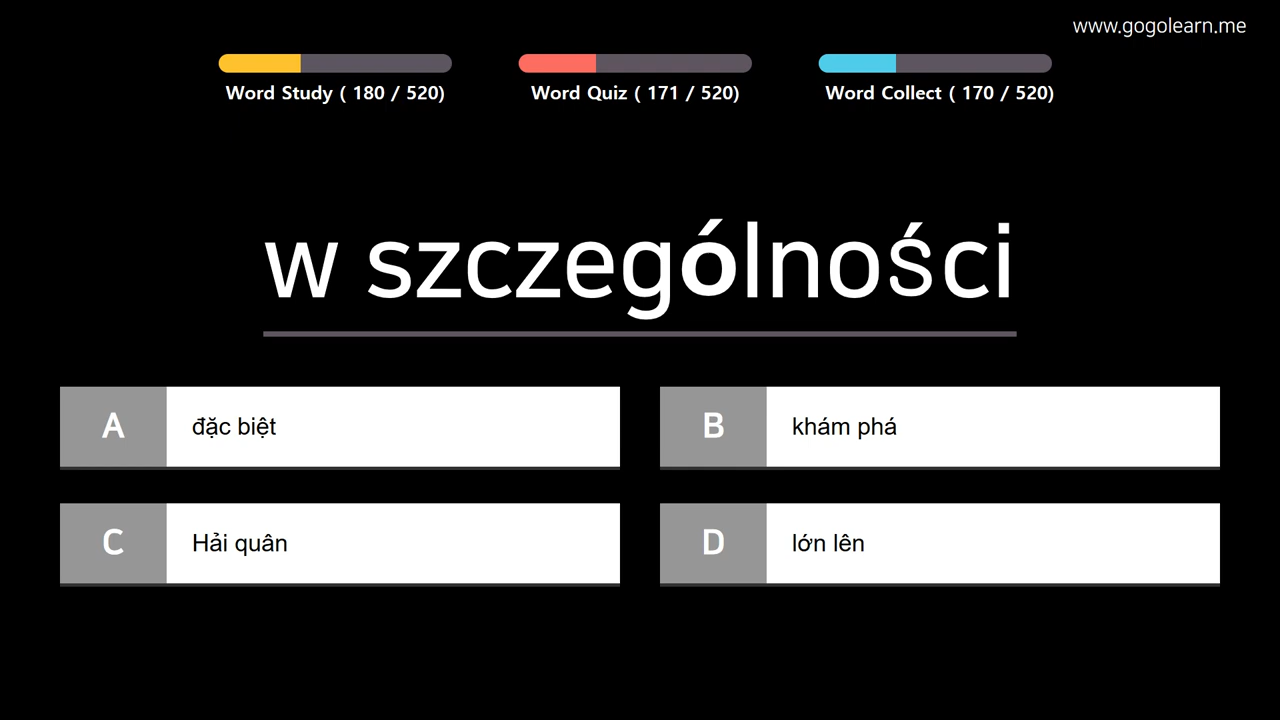 www.gogolearn.me
Word Study ( 180 / 520)
Word Quiz ( 171 / 520)
Word Collect ( 170 / 520)
w szczególności
A đặc biệt
B khám phá
C Hải quân
D lớn lên